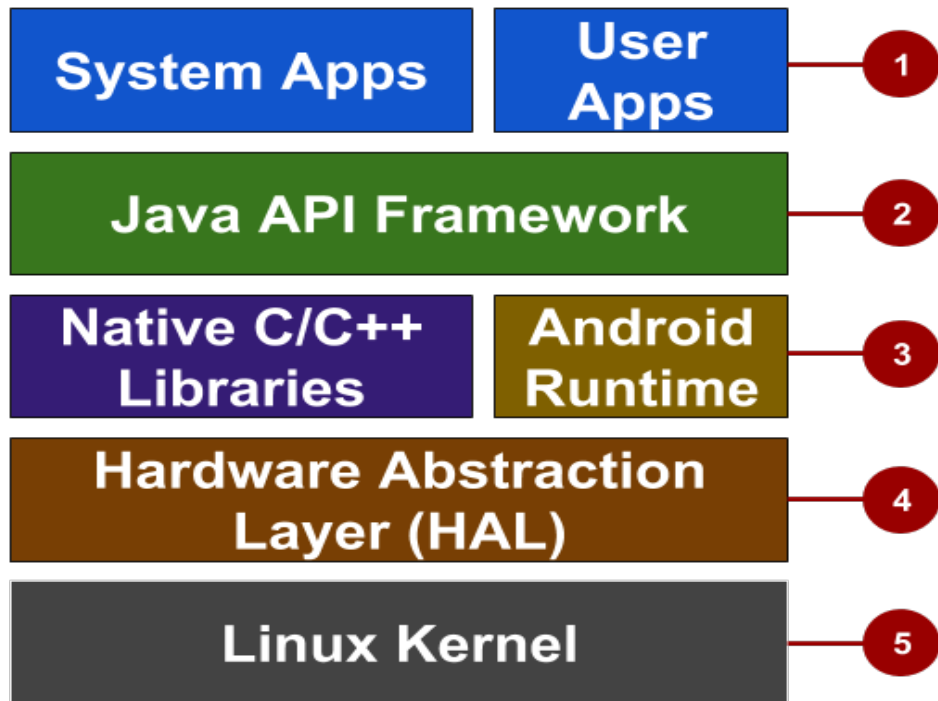 System Apps
User
Apps
1
Java API Framework
2
Native C/C++
Libraries
Android
Runtime
3
Hardware Abstraction
Layer (HAL)
4
Linux Kernel
5